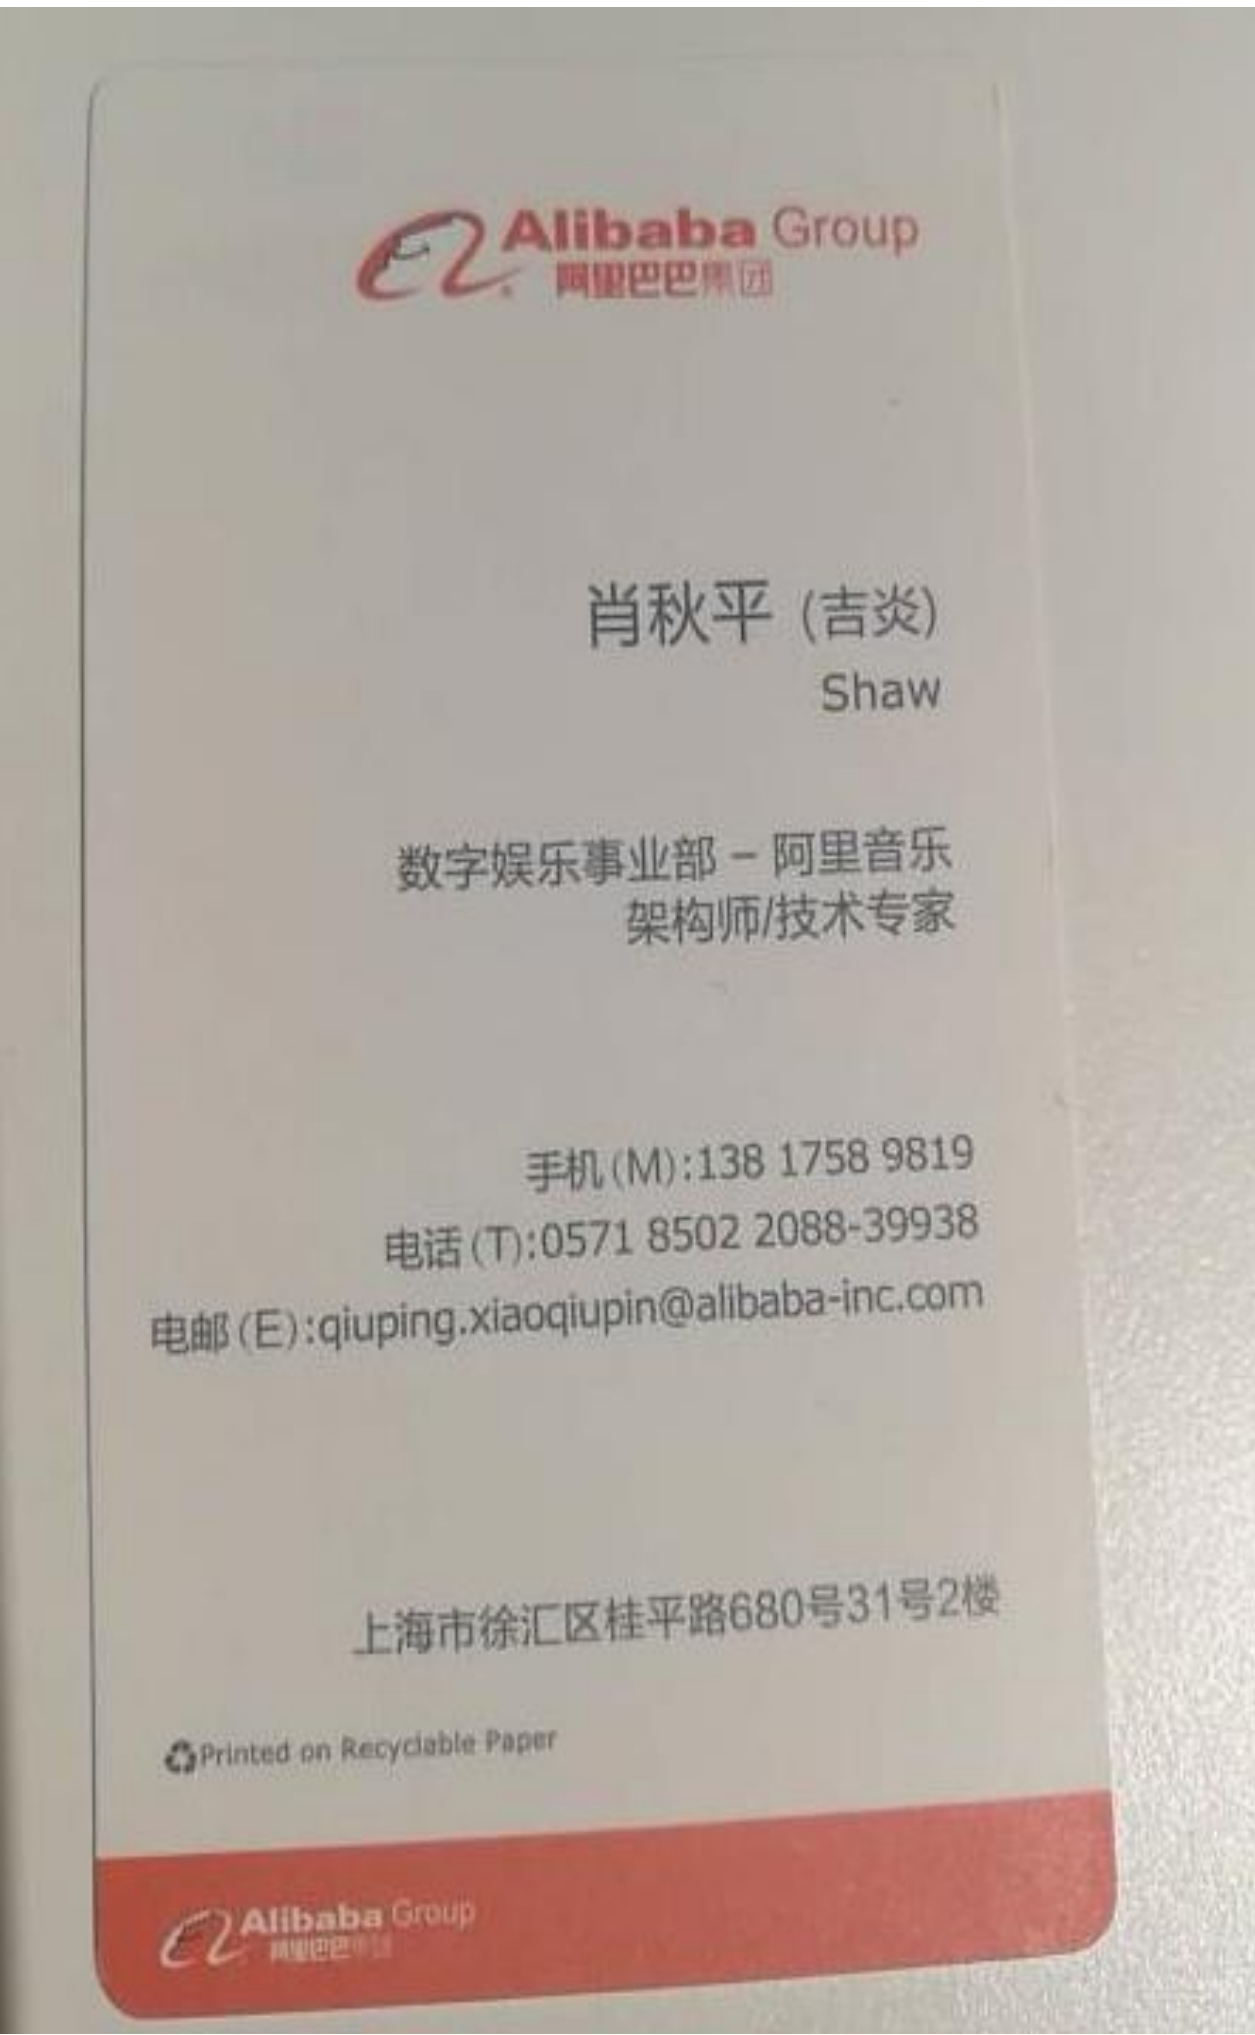 Alibaba Group
阿里巴巴集团
肖秋平 (吉炎)
Shaw
数字娱乐事业部 – 阿里音乐
架构师/技术专家
手机(M):138 1758 9819
电话(T):0571 8502 2088-39938
电邮(E):qiuping.xiaoqiupin@alibaba-inc.com
上海市徐汇区桂平路680号31号2楼
Printed on Recyclable Paper
Alibaba Group
阿里巴巴集团